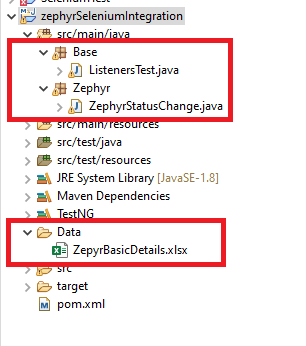 zephyrSeleniumIntegration
src/main/java
Base
ListenersTest.java
Zephyr
ZephyrStatusChange.java
src/main/resources
src/test/java
src/test/resources
JRE System Library [JavaSE-1.8]
Maven Dependencies
TestNG
Data
ZepyrBasicDetails.xlsx
src
target
pom.xml